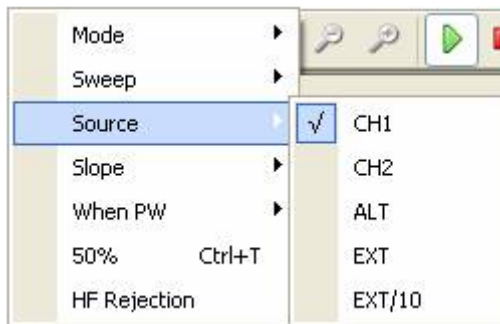 Mode
Sweep
Source
Slope
When PW
50% Ctrl+T
HF Rejection
√ CH1
CH2
ALT
EXT
EXT/10